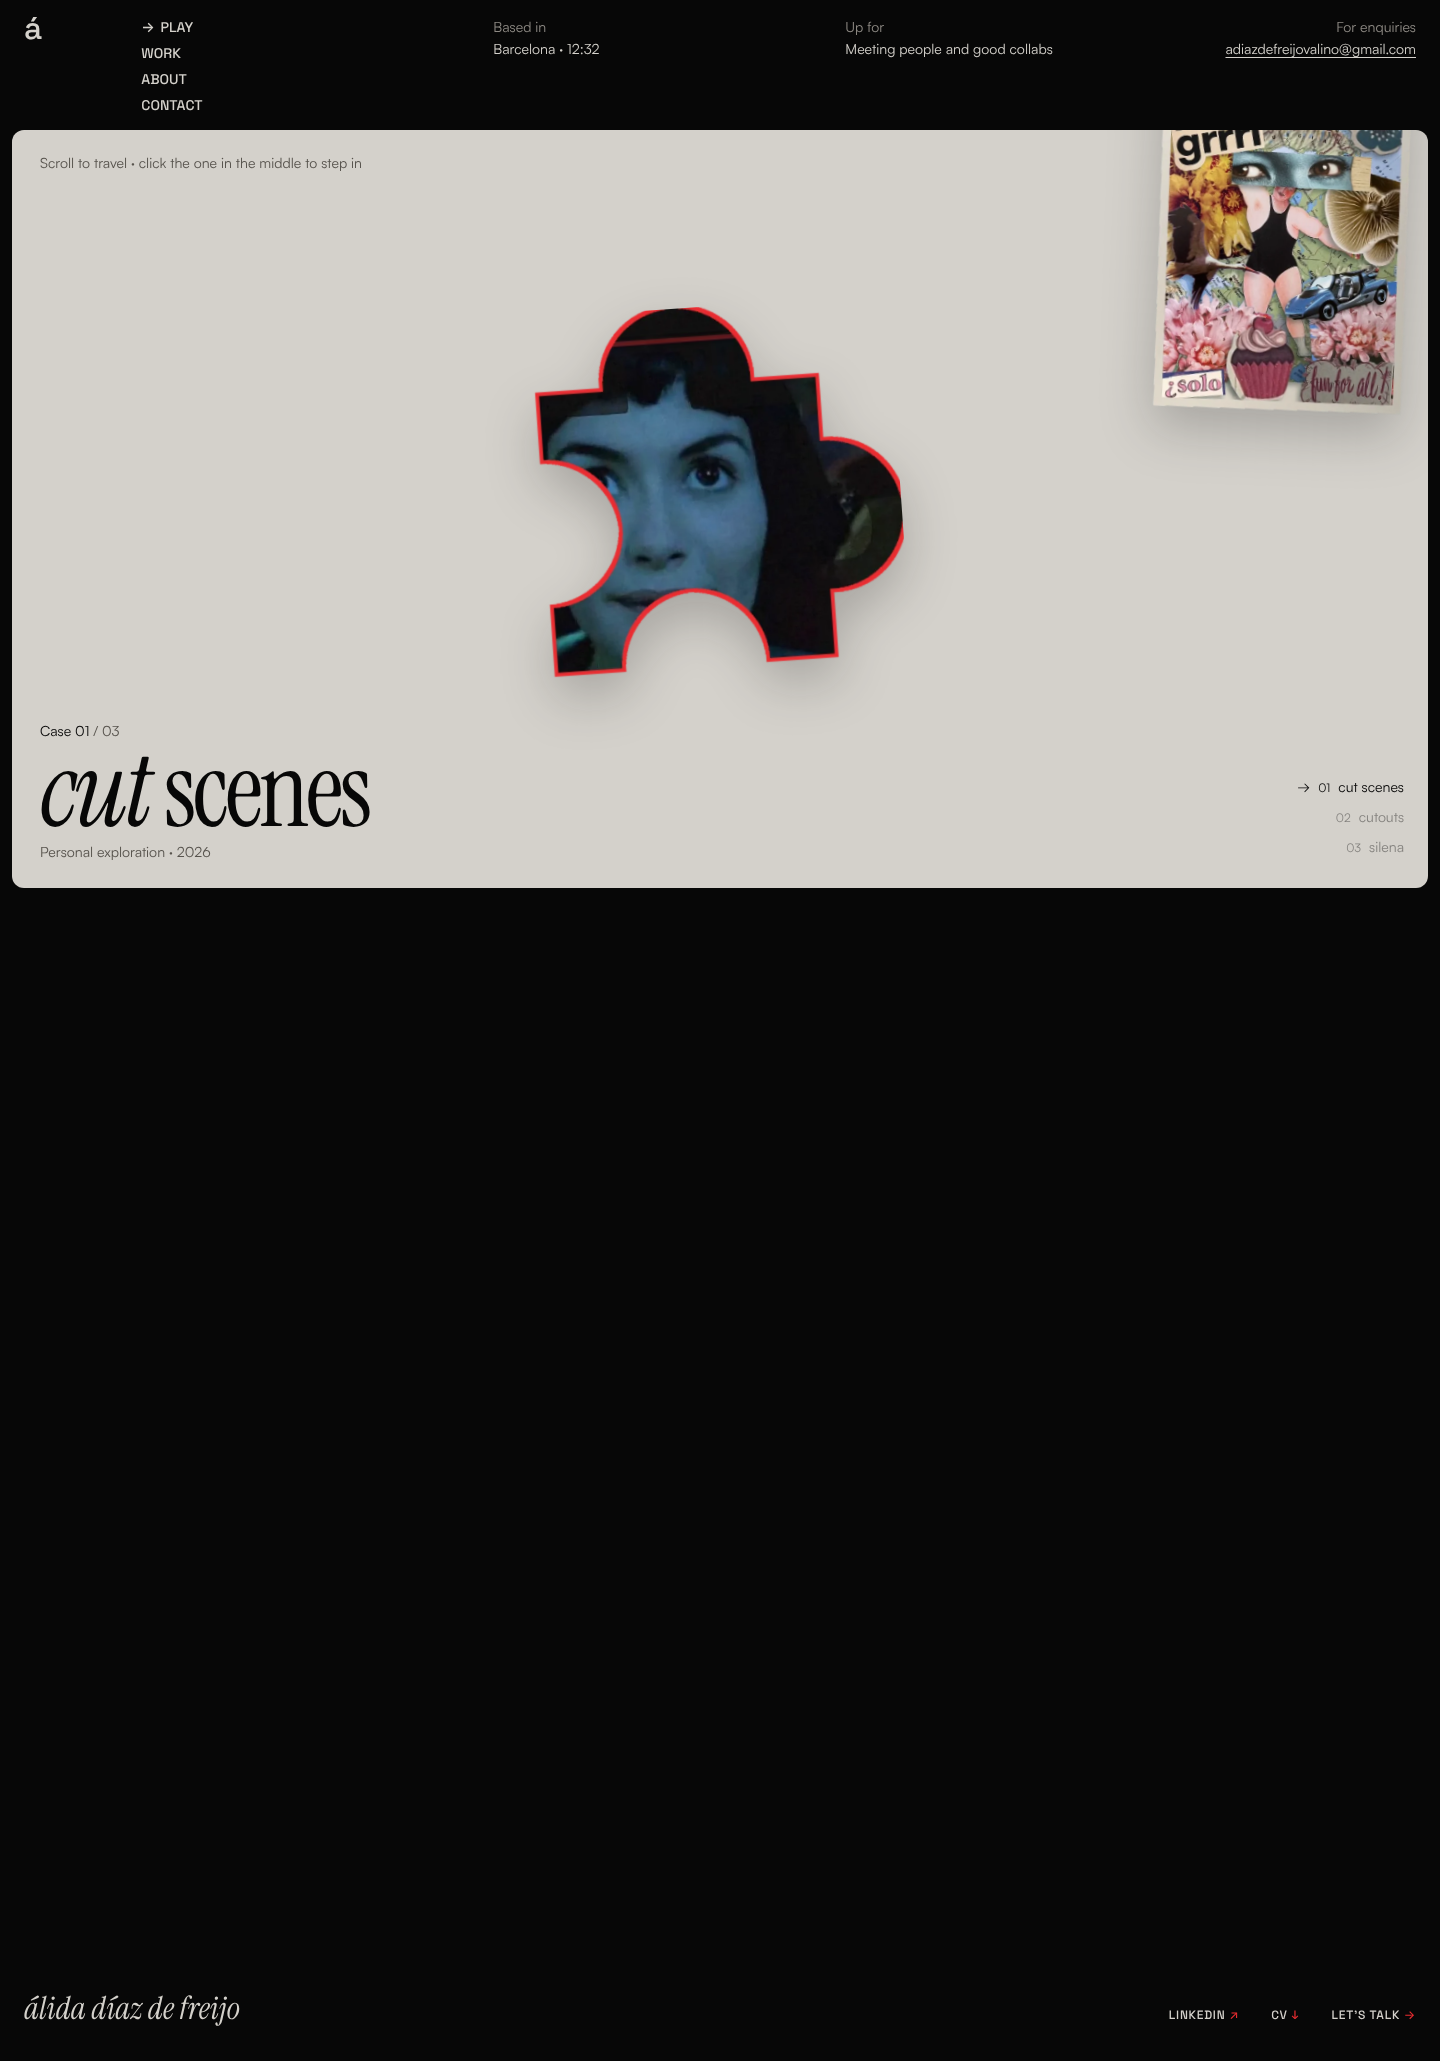 á
→ PLAY
WORK
ABOUT
CONTACT
Based in
Barcelona · 12:32
Up for
Meeting people and good collabs
For enquiries
adiazdefreijovalino@gmail.com
Scroll to travel · click the one in the middle to step in
grrrl
¿solo
fun for all?
Case 01 / 03
cut scenes
Personal exploration · 2026
→ 01 cut scenes
02 cutouts
03 silena
álida díaz de freijo
LINKEDIN ↗
CV ↓
LET'S TALK →